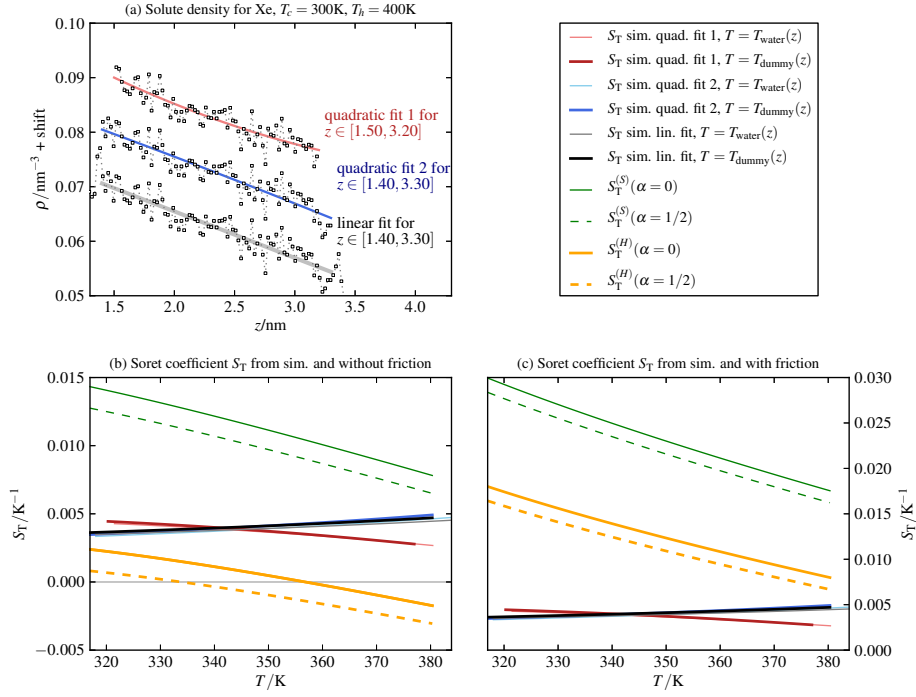 (a) Solute density for Xe, T_c = 300K, T_h = 400K
0.10
0.09
0.08
0.07
0.06
0.05
ρ/nm⁻³ + shift
quadratic fit 1 for
z ∈ [1.50, 3.20]
quadratic fit 2 for
z ∈ [1.40, 3.30]
linear fit for
z ∈ [1.40, 3.30]
1.5 2.0 2.5 3.0 3.5 4.0
z/nm
S_T sim. quad. fit 1, T = T_water(z)
S_T sim. quad. fit 1, T = T_dummy(z)
S_T sim. quad. fit 2, T = T_water(z)
S_T sim. quad. fit 2, T = T_dummy(z)
S_T sim. lin. fit, T = T_water(z)
S_T sim. lin. fit, T = T_dummy(z)
S_T^(S)(α = 0)
S_T^(S)(α = 1/2)
S_T^(H)(α = 0)
S_T^(H)(α = 1/2)
(b) Soret coefficient S_T from sim. and without friction
0.015
0.010
0.005
0.000
−0.005
S_T/K⁻¹
320 330 340 350 360 370 380
T/K
(c) Soret coefficient S_T from sim. and with friction
0.030
0.025
0.020
0.015
0.010
0.005
0.000
S_T/K⁻¹
320 330 340 350 360 370 380
T/K